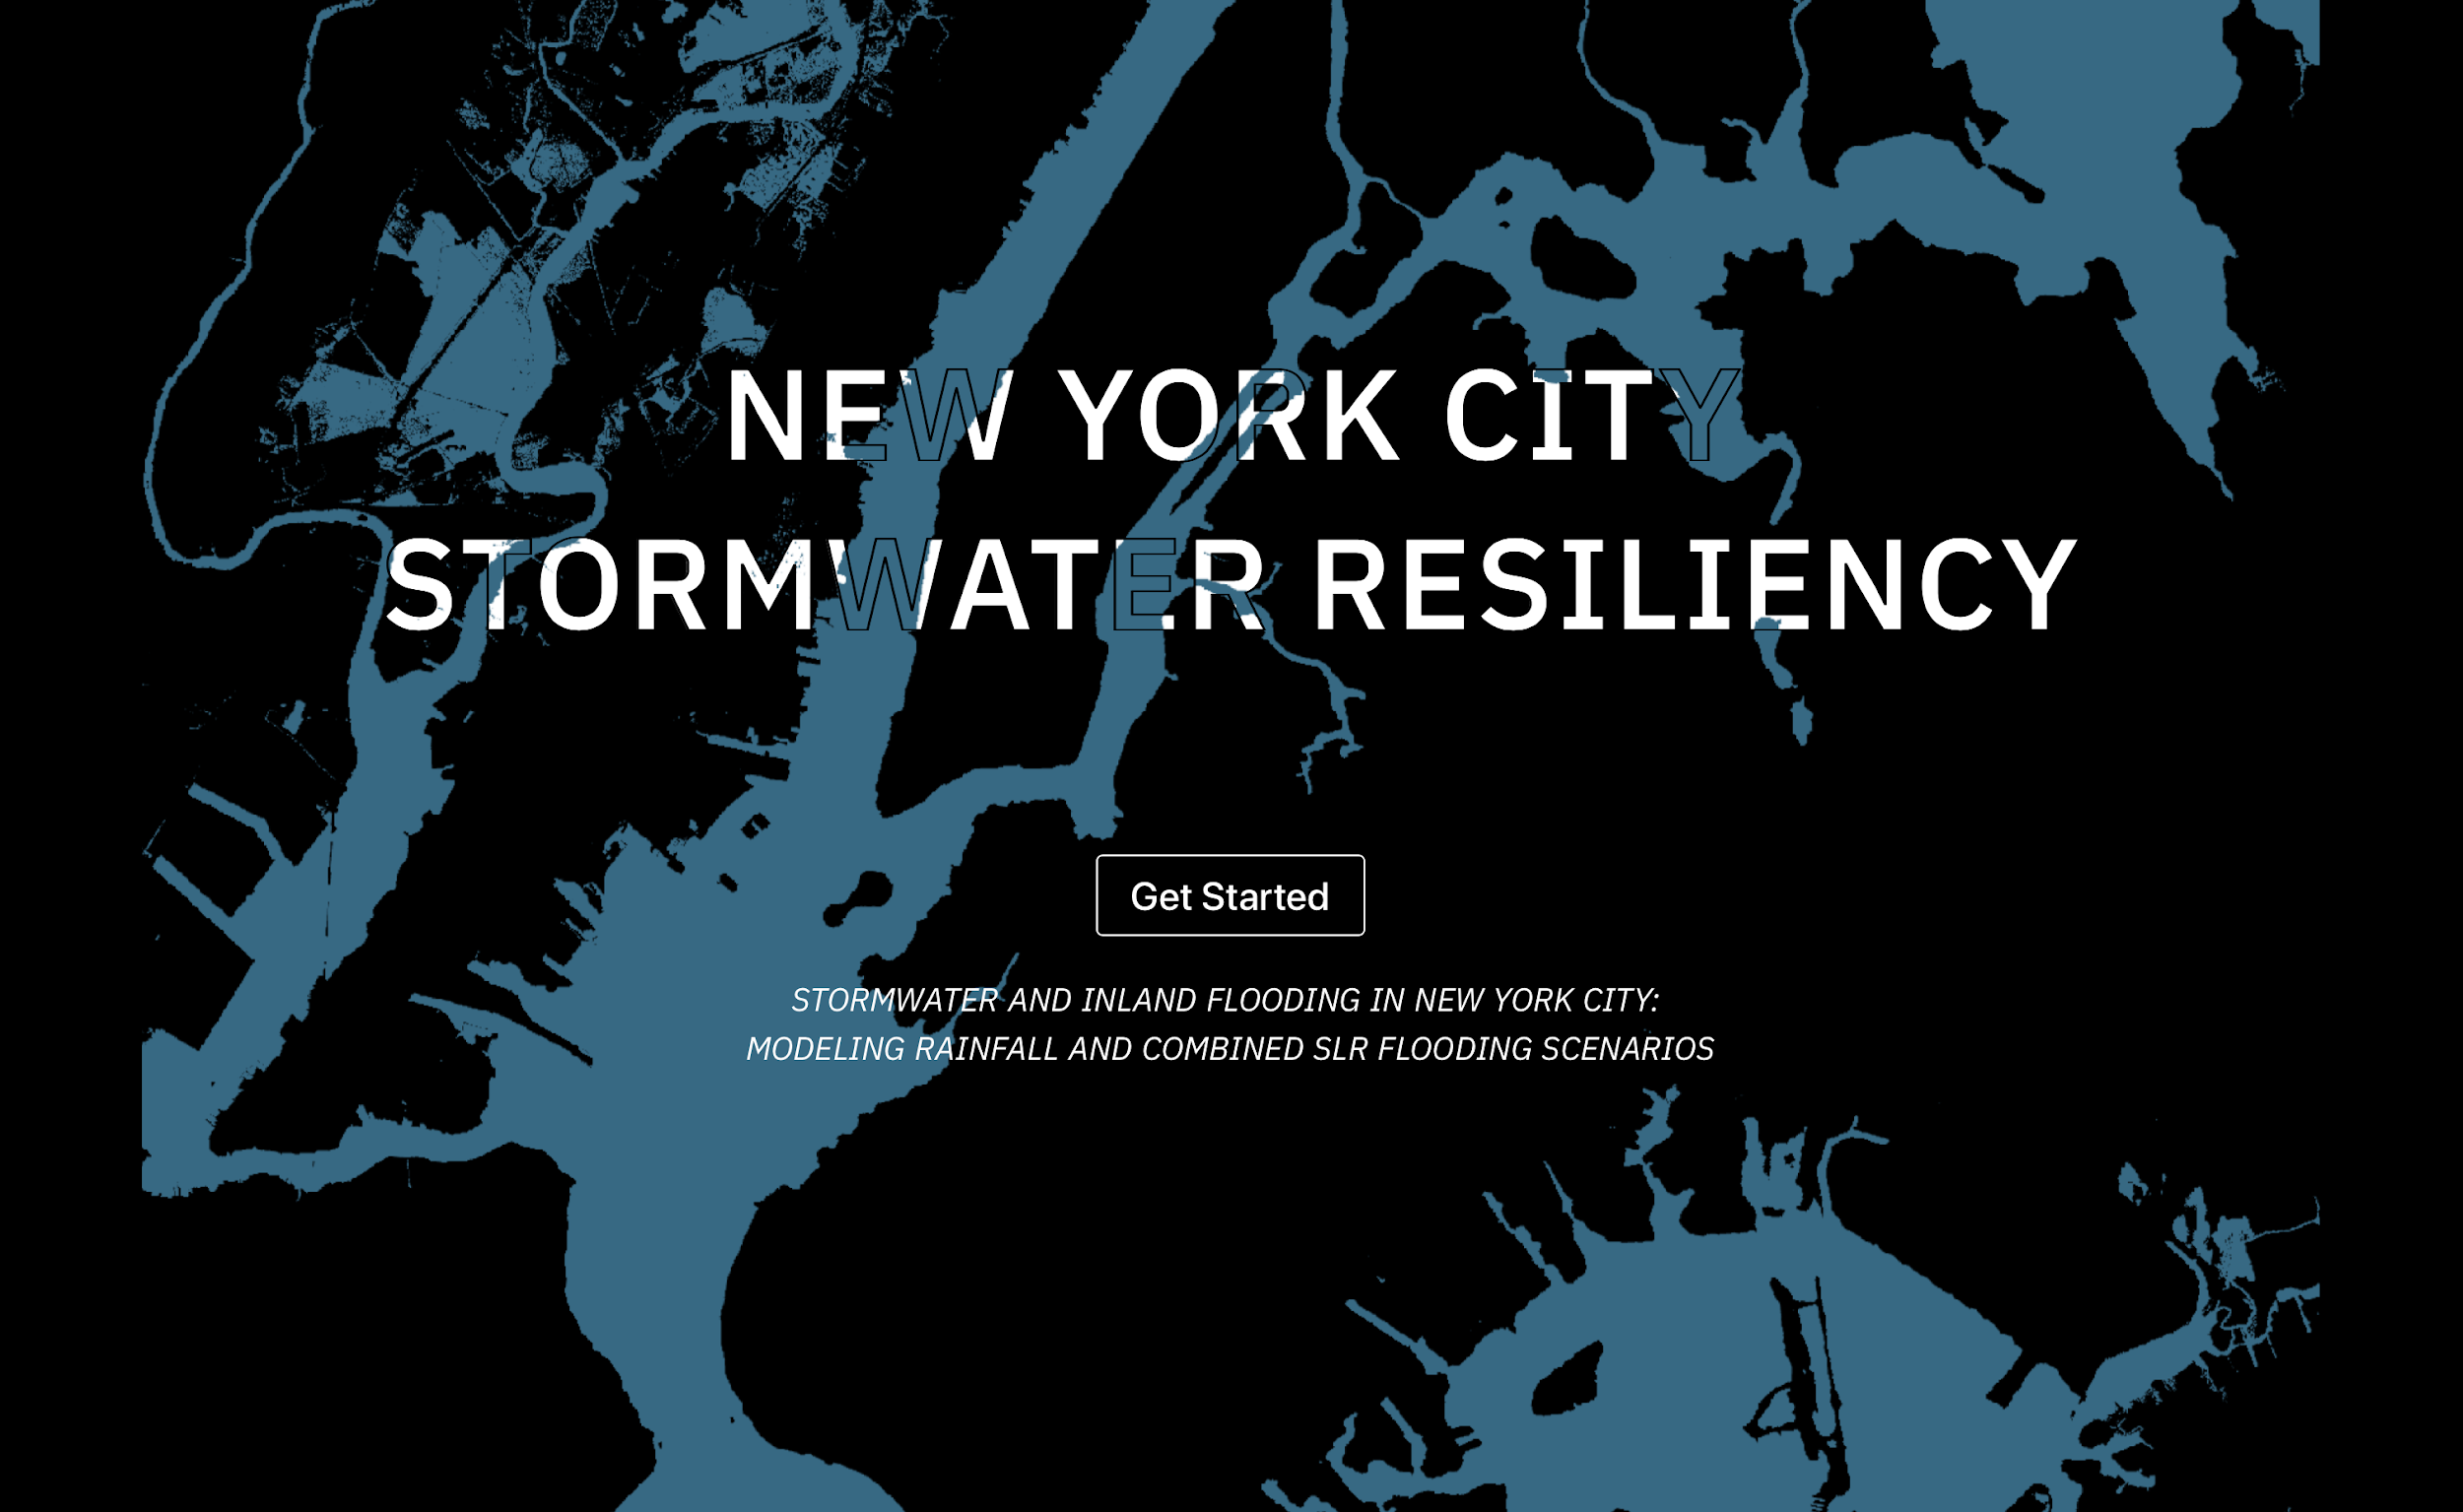 NEW YORK CITY
STORMWATER RESILIENCY
Get Started
STORMWATER AND INLAND FLOODING IN NEW YORK CITY:
MODELING RAINFALL AND COMBINED SLR FLOODING SCENARIOS